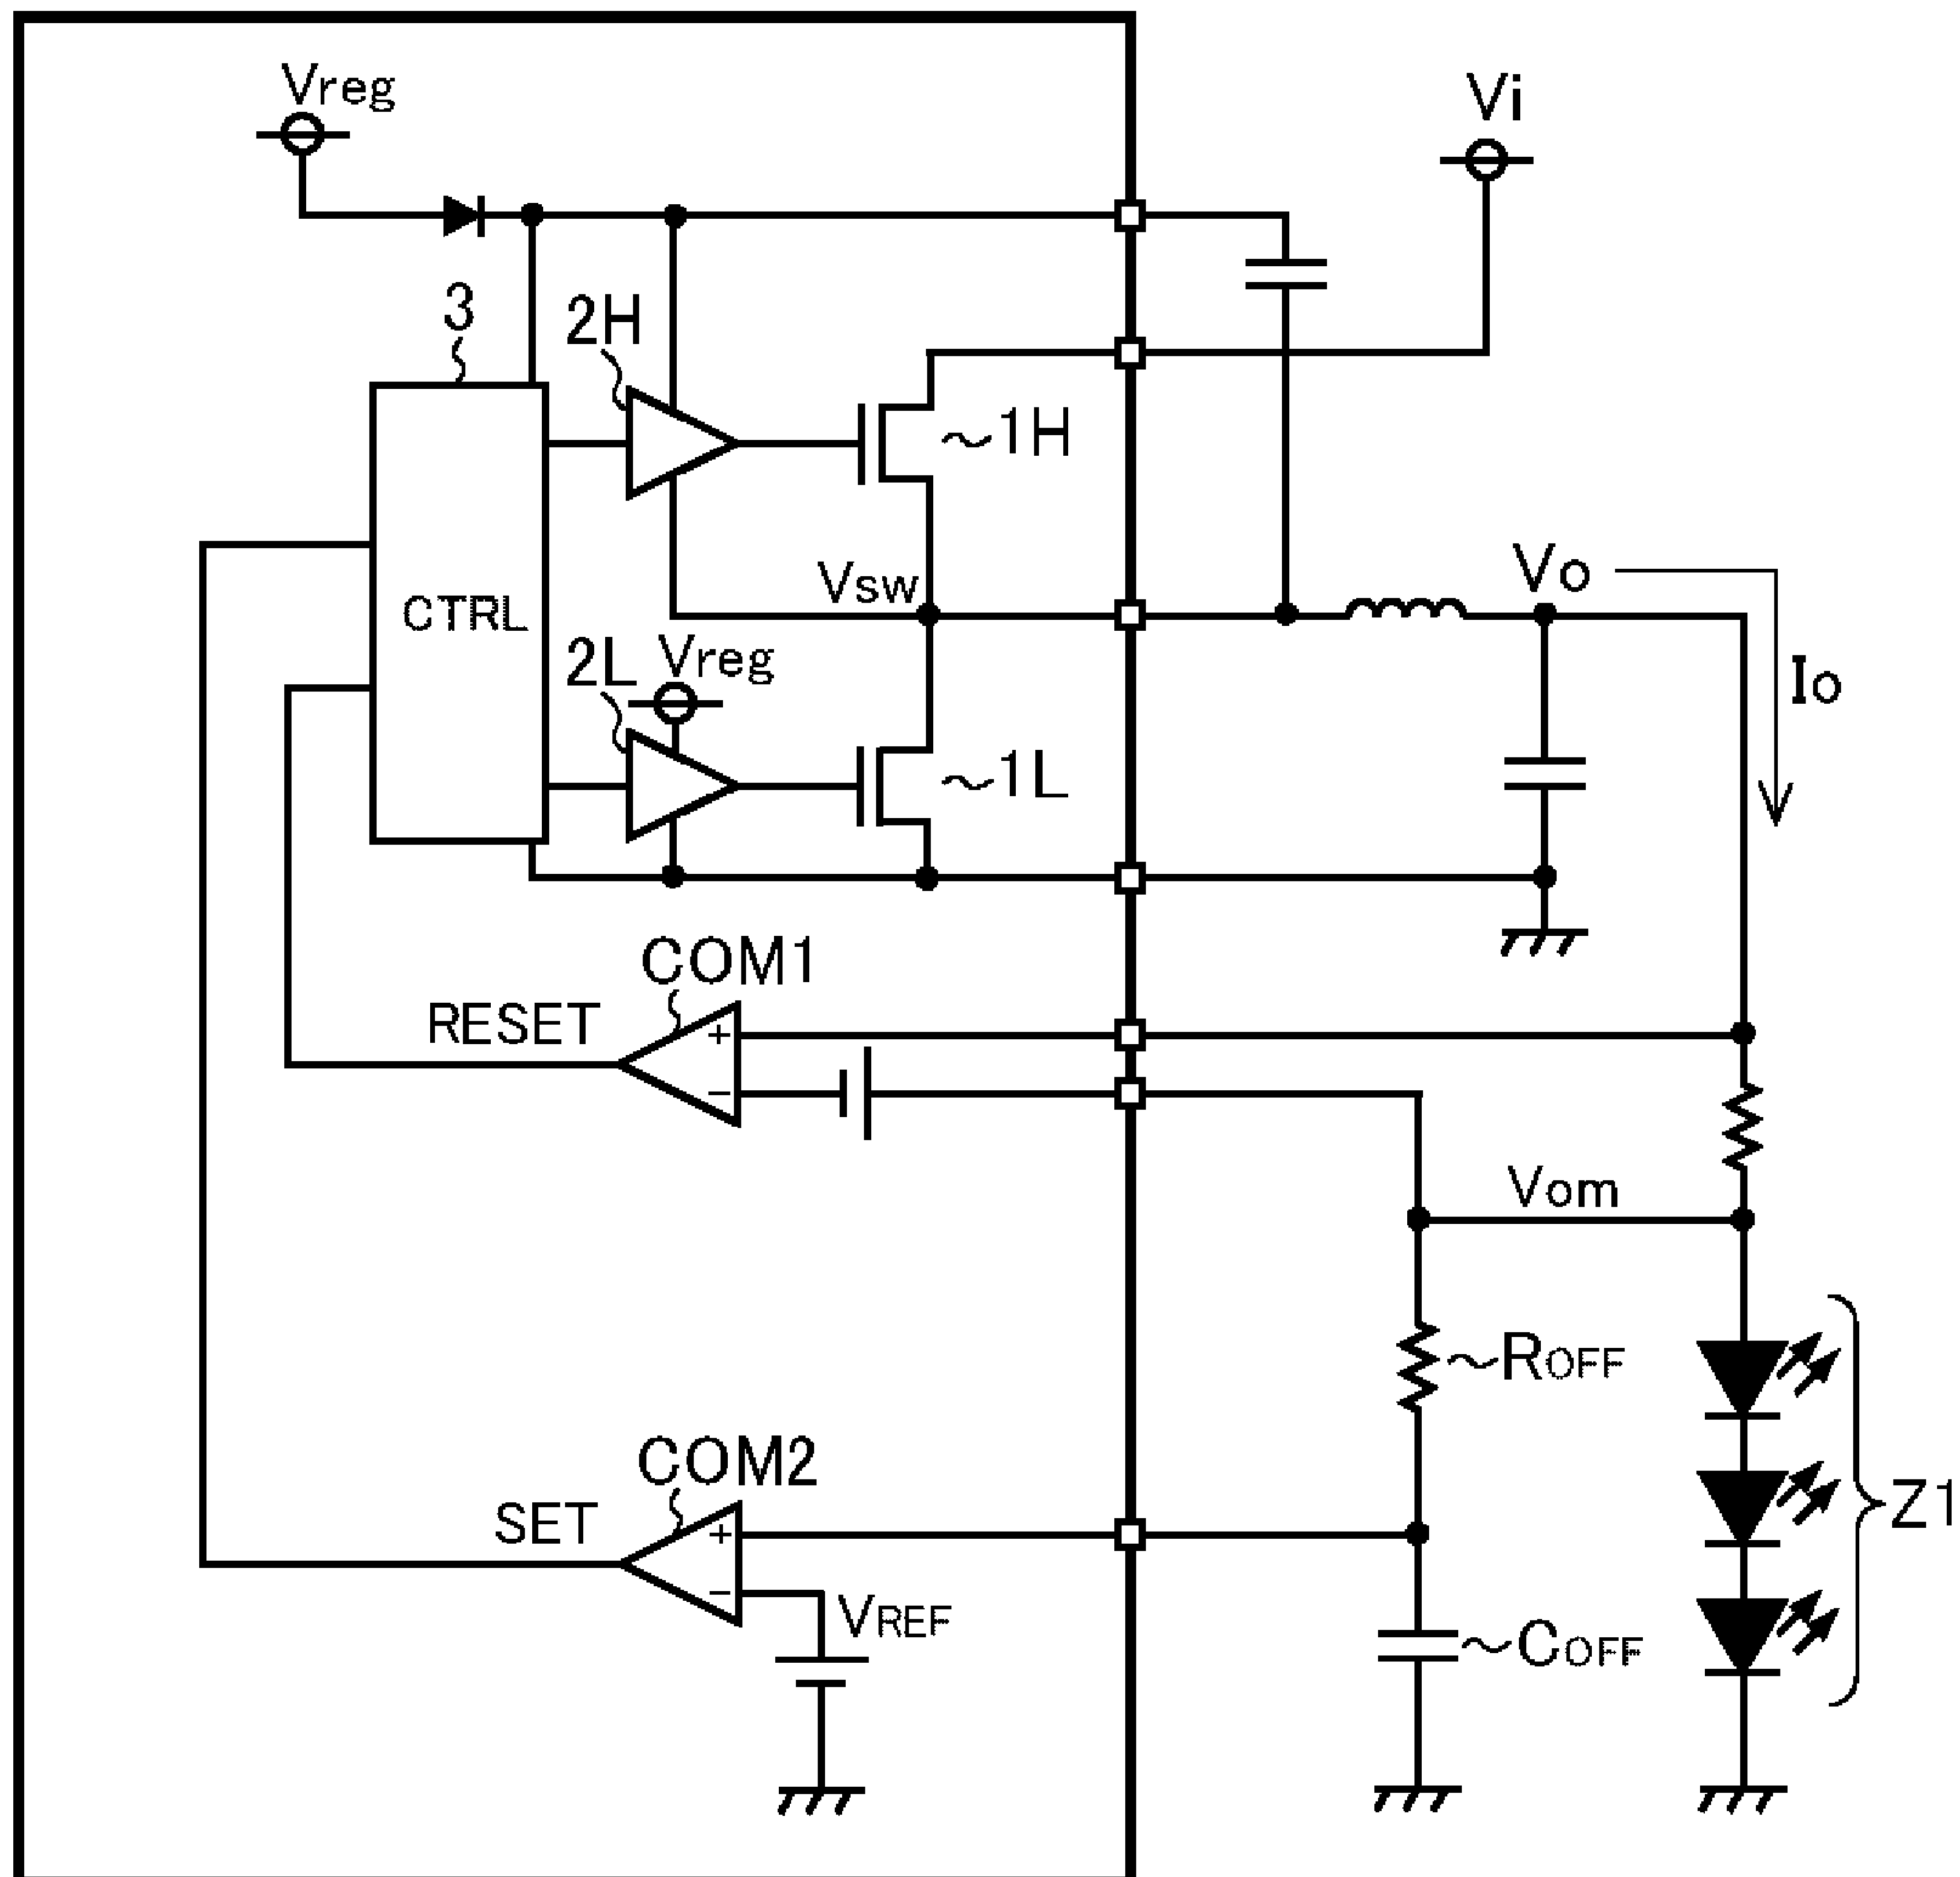 Vreg
Vi
3
2H
~1H
Vsw
Vo
CTRL
2L
Vreg
Io
~1L
COM1
RESET
+
−
Vom
~ROFF
COM2
SET
Z1
+
−
VREF
~COFF